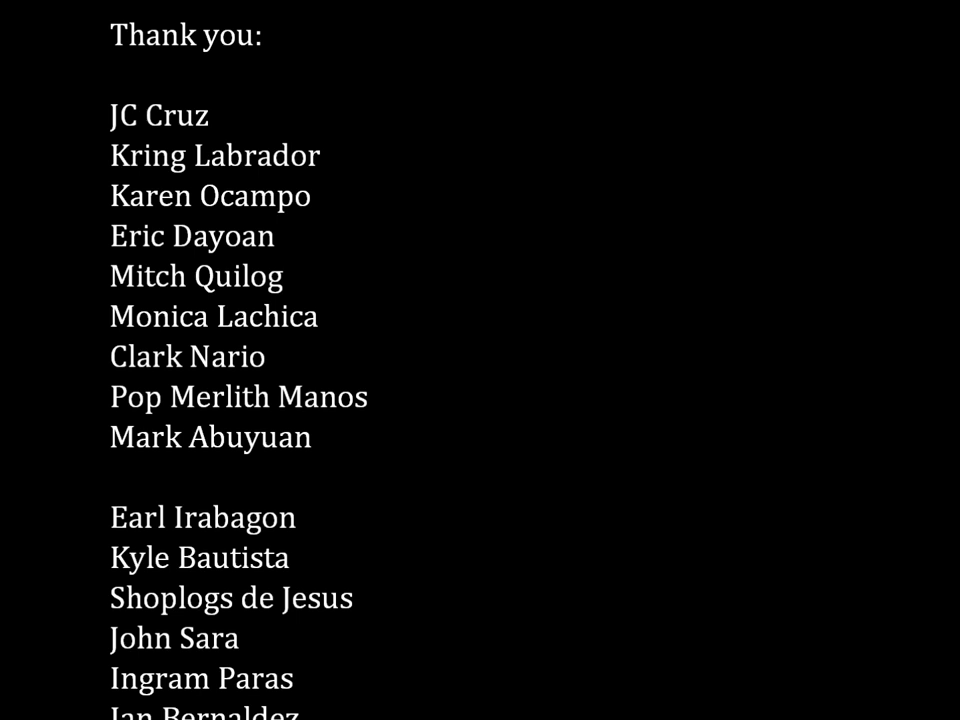 Thank you:
JC Cruz
Kring Labrador
Karen Ocampo
Eric Dayoan
Mitch Quilog
Monica Lachica
Clark Nario
Pop Merlith Manos
Mark Abuyuan
Earl Irabagon
Kyle Bautista
Shoplogs de Jesus
John Sara
Ingram Paras
Bernaldez